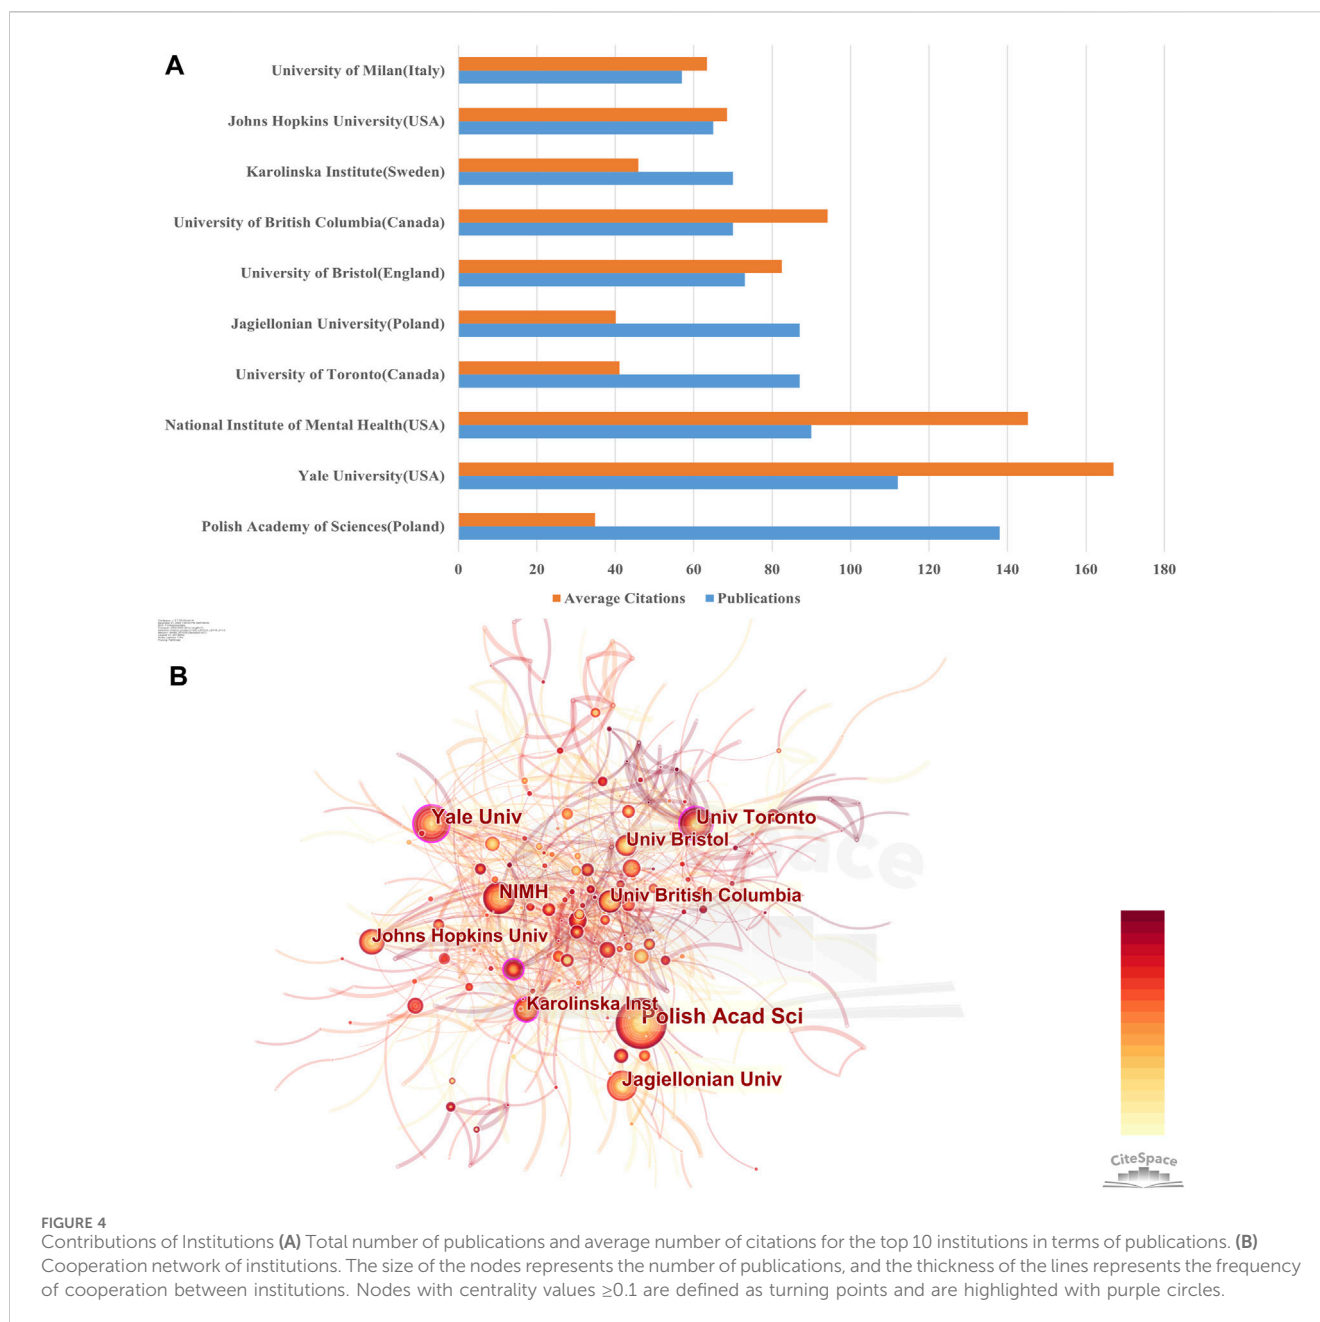 A
University of Milan(Italy)
Johns Hopkins University(USA)
Karolinska Institute(Sweden)
University of British Columbia(Canada)
University of Bristol(England)
Jagiellonian University(Poland)
University of Toronto(Canada)
National Institute of Mental Health(USA)
Yale University(USA)
Polish Academy of Sciences(Poland)
0 20 40 60 80 100 120 140 160 180
Average Citations Publications
B
Yale Univ
Univ Toronto
Univ Bristol
NIMH
Univ British Columbia
Johns Hopkins Univ
Karolinska Inst
Polish Acad Sci
Jagiellonian Univ
CiteSpace
FIGURE 4
Contributions of Institutions (A) Total number of publications and average number of citations for the top 10 institutions in terms of publications. (B)
Cooperation network of institutions. The size of the nodes represents the number of publications, and the thickness of the lines represents the frequency
of cooperation between institutions. Nodes with centrality values ≥0.1 are defined as turning points and are highlighted with purple circles.